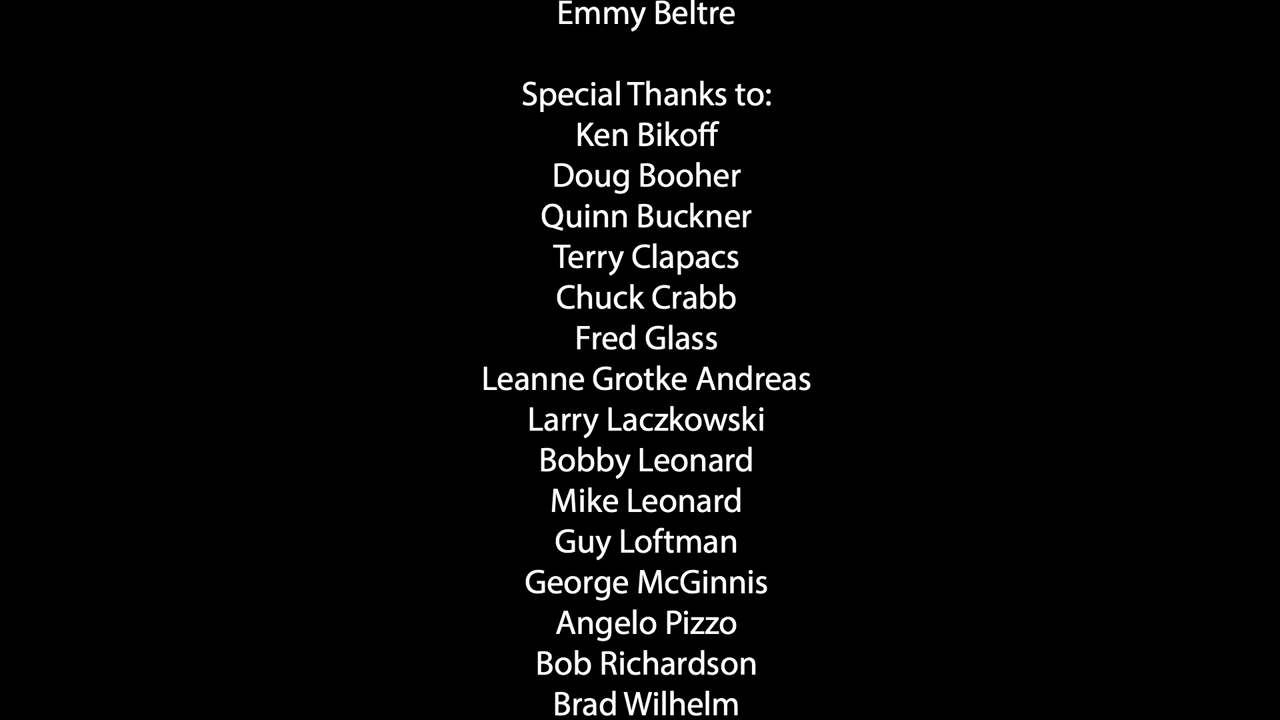 Emmy Beltre
Special Thanks to:
Ken Bikoff
Doug Booher
Quinn Buckner
Terry Clapacs
Chuck Crabb
Fred Glass
Leanne Grotke Andreas
Larry Laczkowski
Bobby Leonard
Mike Leonard
Guy Loftman
George McGinnis
Angelo Pizzo
Bob Richardson
Brad Wilhelm